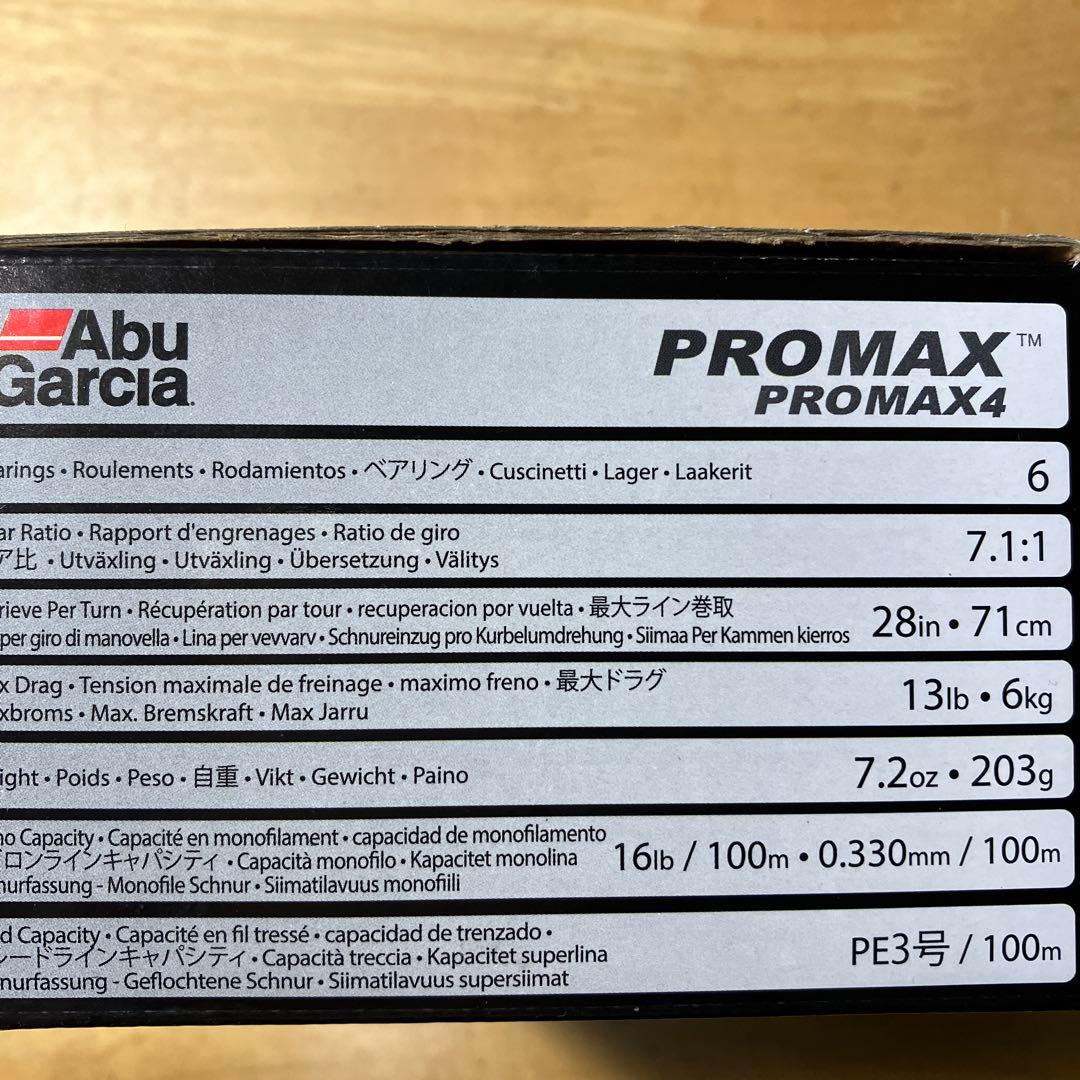 Abu
Garcia
PROMAX™
PROMAX4
arings • Roulements • Rodamientos • ベアリング • Cuscinetti • Lager • Laakerit 6
ar Ratio • Rapport d'engrenages • Ratio de giro
ア比 • Utväxling • Utväxling • Übersetzung • Välitys 7.1:1
rieve Per Turn • Récupération par tour • recuperacion por vuelta • 最大ライン巻取
per giro di manovella • Lina per vevvarv • Schnureinzug pro Kurbelumdrehung • Siimaa Per Kammen kierros 28in • 71cm
x Drag • Tension maximale de freinage • maximo freno • 最大ドラグ
xbroms • Max. Bremskraft • Max Jarru 13lb • 6kg
ight • Poids • Peso • 自重 • Vikt • Gewicht • Paino 7.2oz • 203g
no Capacity • Capacité en monofilament • capacidad de monofilamento
ロンラインキャパシティ • Capacità monofilo • Kapacitet monolina 16lb / 100m • 0.330mm / 100m
nurfassung - Monofile Schnur • Siimatilavuus monofiili
d Capacity • Capacité en fil tressé • capacidad de trenzado •
レードラインキャパシティ • Capacità treccia • Kapacitet superlina PE3号 / 100m
nurfassung - Geflochtene Schnur • Siimatilavuus supersiimat